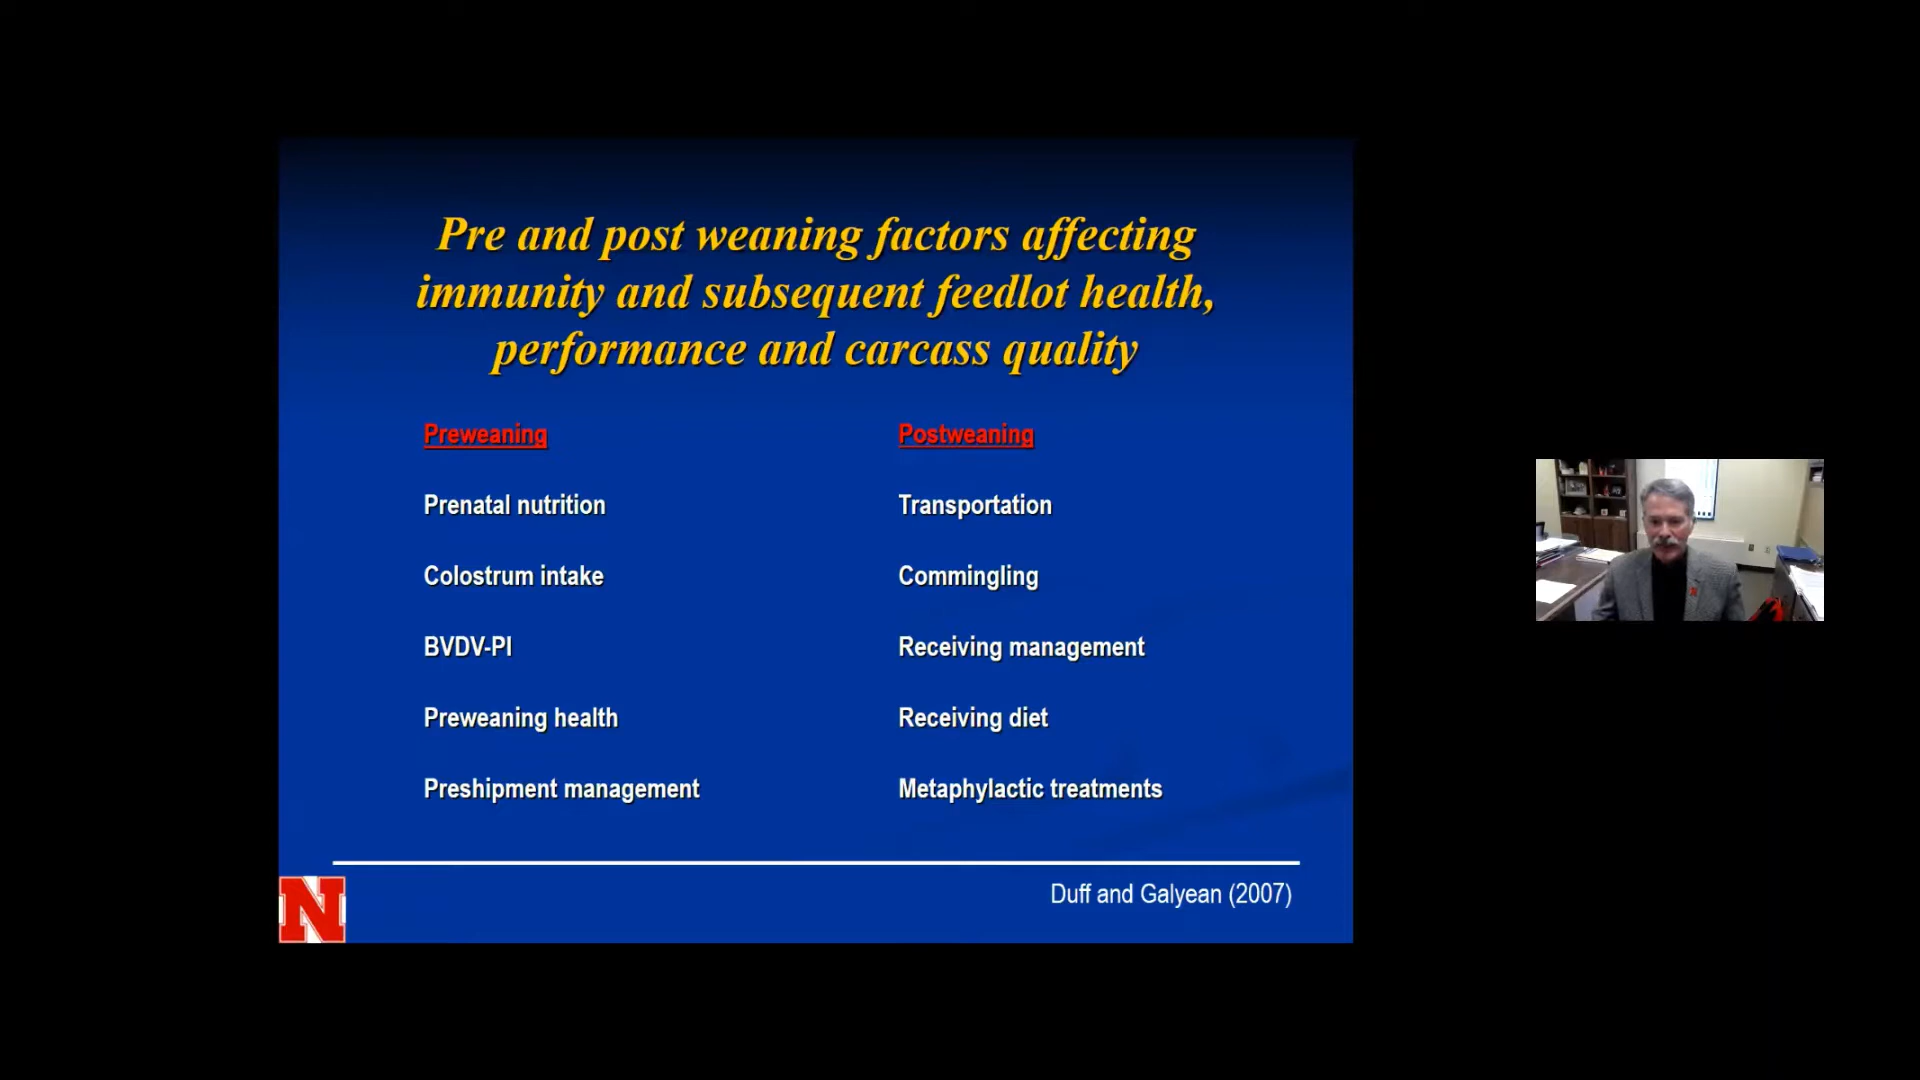 Pre and post weaning factors affecting
immunity and subsequent feedlot health,
performance and carcass quality
Preweaning
Prenatal nutrition
Colostrum intake
BVDV-PI
Preweaning health
Preshipment management
Postweaning
Transportation
Commingling
Receiving management
Receiving diet
Metaphylactic treatments
N
Duff and Galyean (2007)